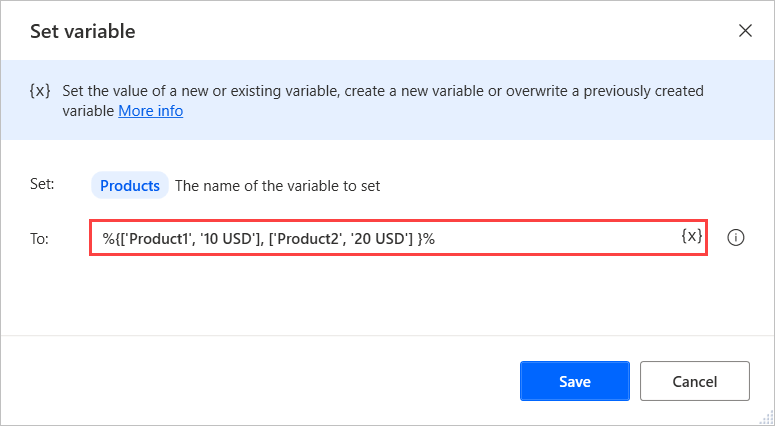 Set variable
{x} Set the value of a new or existing variable, create a new variable or overwrite a previously created
variable More info
Set: Products The name of the variable to set
To: %{['Product1', '10 USD'], ['Product2', '20 USD'] }% {x}
Save Cancel